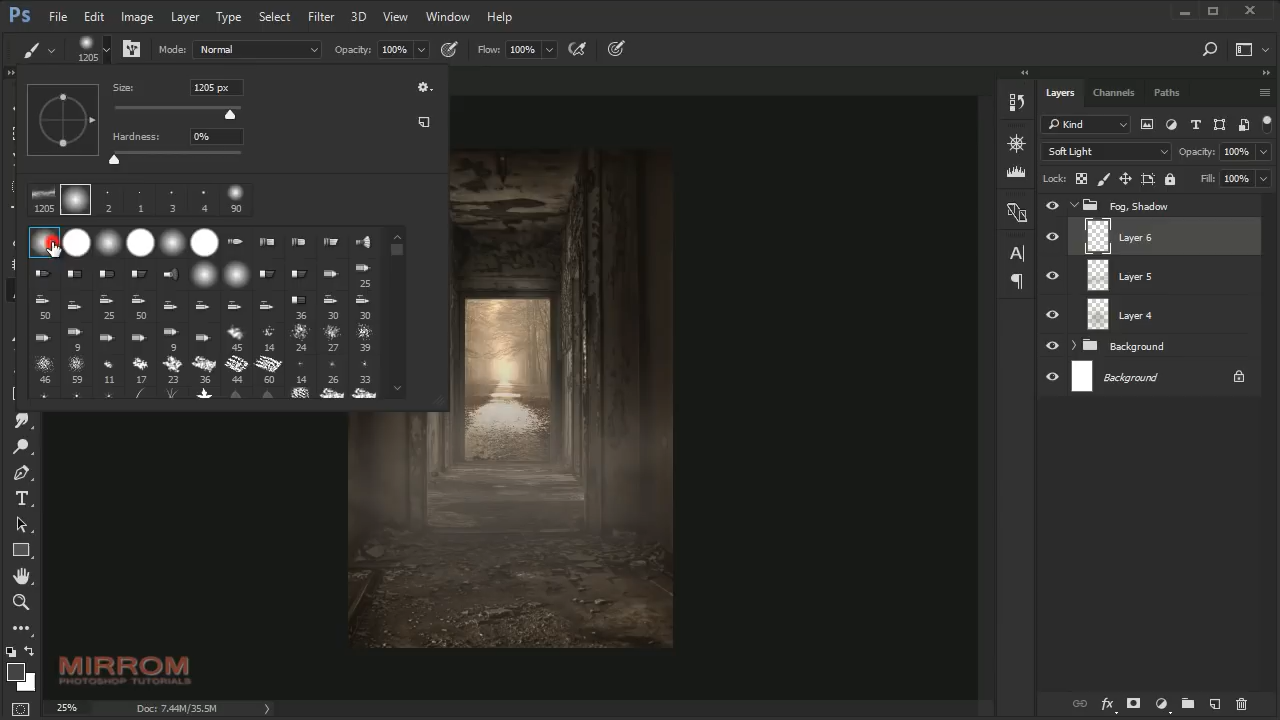 Ps File Edit Image Layer Type Select Filter 3D View Window Help
1205 Mode: Normal Opacity: 100% Flow: 100%
Size: 1205 px
Hardness: 0%
1205 2 1 3 4 90
25
50 25 50 36 30 30
9 9 45 14 24 27 39
46 59 11 17 23 36 44 60 14 26 33
Layers Channels Paths
Kind
Soft Light Opacity: 100%
Lock: Fill: 100%
Fog, Shadow
Layer 6
Layer 5
Layer 4
Background
Background
MIRROM
PHOTOSHOP TUTORIALS
25% Doc: 7.44M/35.5M